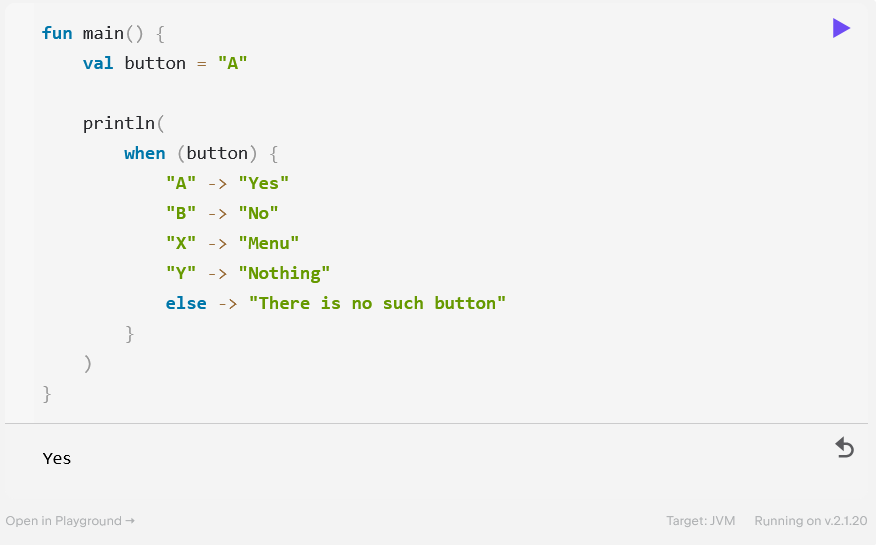 fun main() {
    val button = "A"

    println(
        when (button) {
            "A" -> "Yes"
            "B" -> "No"
            "X" -> "Menu"
            "Y" -> "Nothing"
            else -> "There is no such button"
        }
    )
}
Yes
Open in Playground →
Target: JVM Running on v.2.1.20